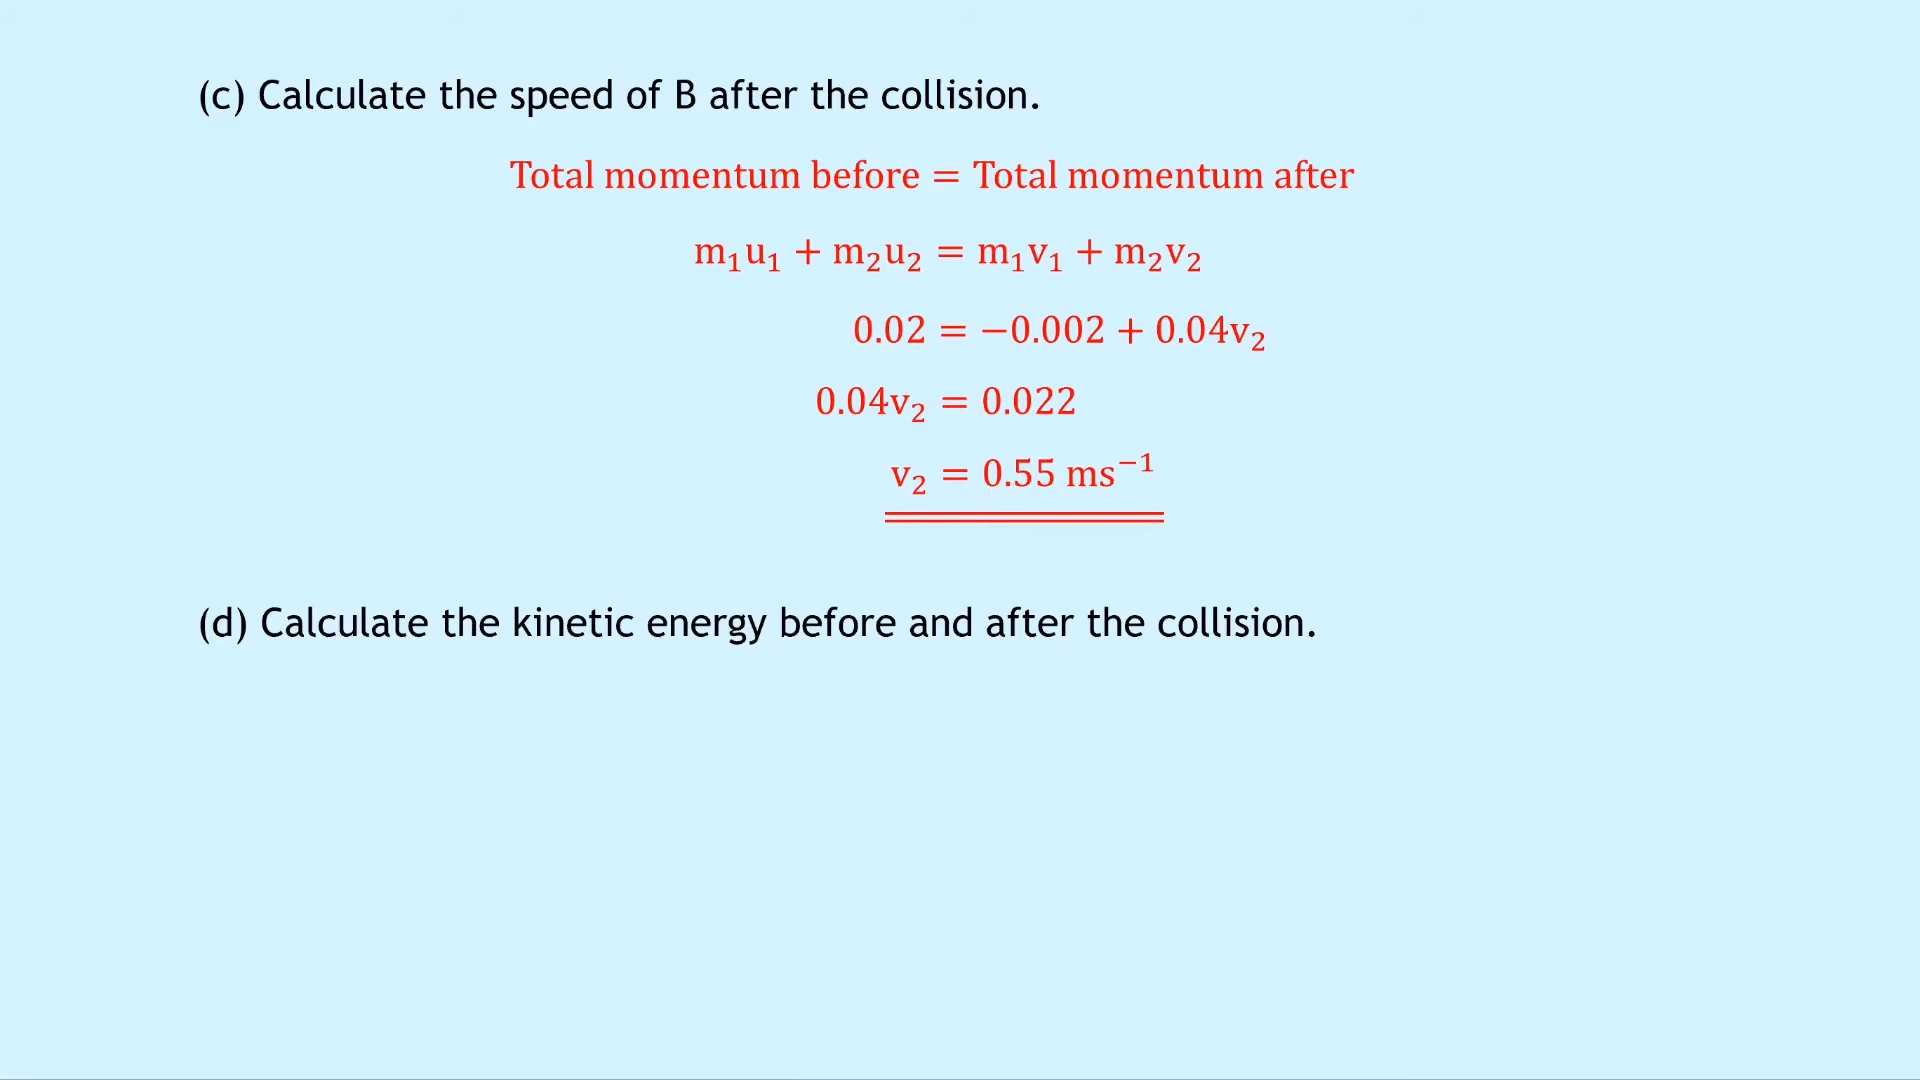 (c) Calculate the speed of B after the collision.
Total momentum before = Total momentum after
m₁u₁ + m₂u₂ = m₁v₁ + m₂v₂
0.02 = −0.002 + 0.04v₂
0.04v₂ = 0.022
v₂ = 0.55 ms⁻¹
(d) Calculate the kinetic energy before and after the collision.